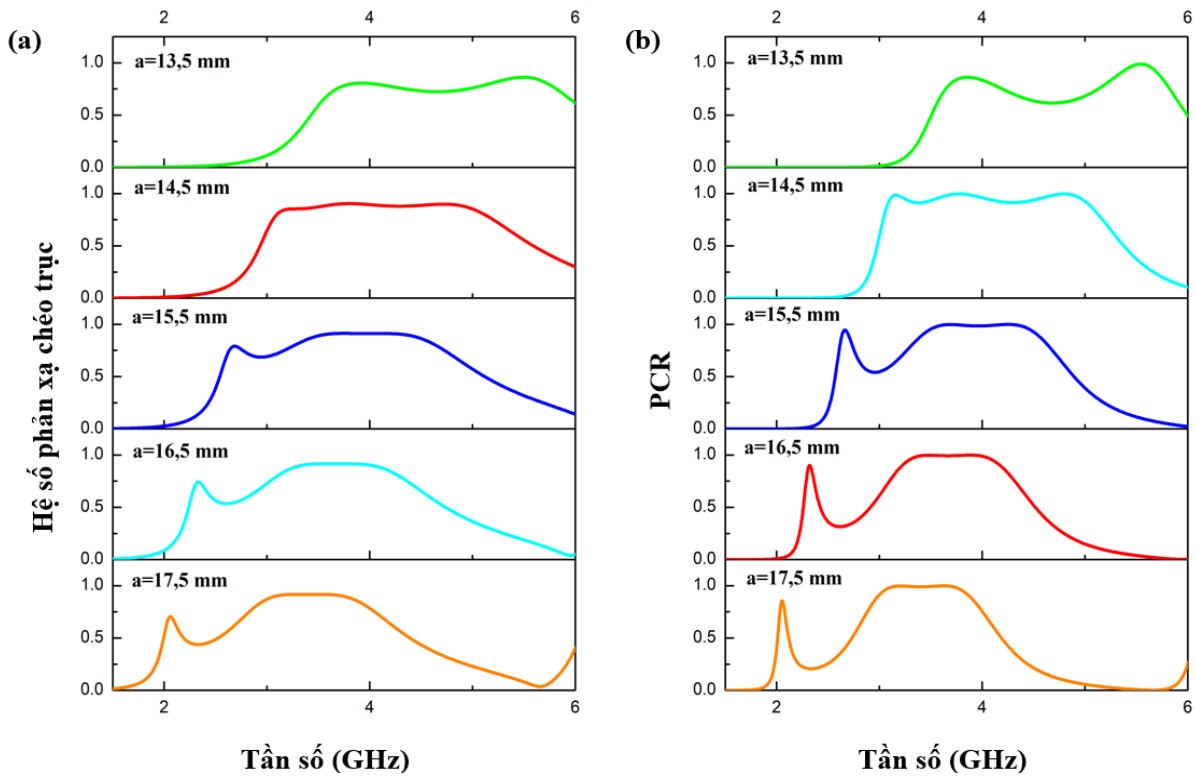 (a)
2 4 6
Hệ số phản xạ chéo trục
a=13,5 mm
1.0
0.5
0.0
a=14,5 mm
1.0
0.5
0.0
a=15,5 mm
1.0
0.5
0.0
a=16,5 mm
1.0
0.5
0.0
a=17,5 mm
1.0
0.5
0.0
2 4 6
Tần số (GHz)
(b)
2 4 6
PCR
a=13,5 mm
1.0
0.5
0.0
a=14,5 mm
1.0
0.5
0.0
a=15,5 mm
1.0
0.5
0.0
a=16,5 mm
1.0
0.5
0.0
a=17,5 mm
1.0
0.5
0.0
2 4 6
Tần số (GHz)